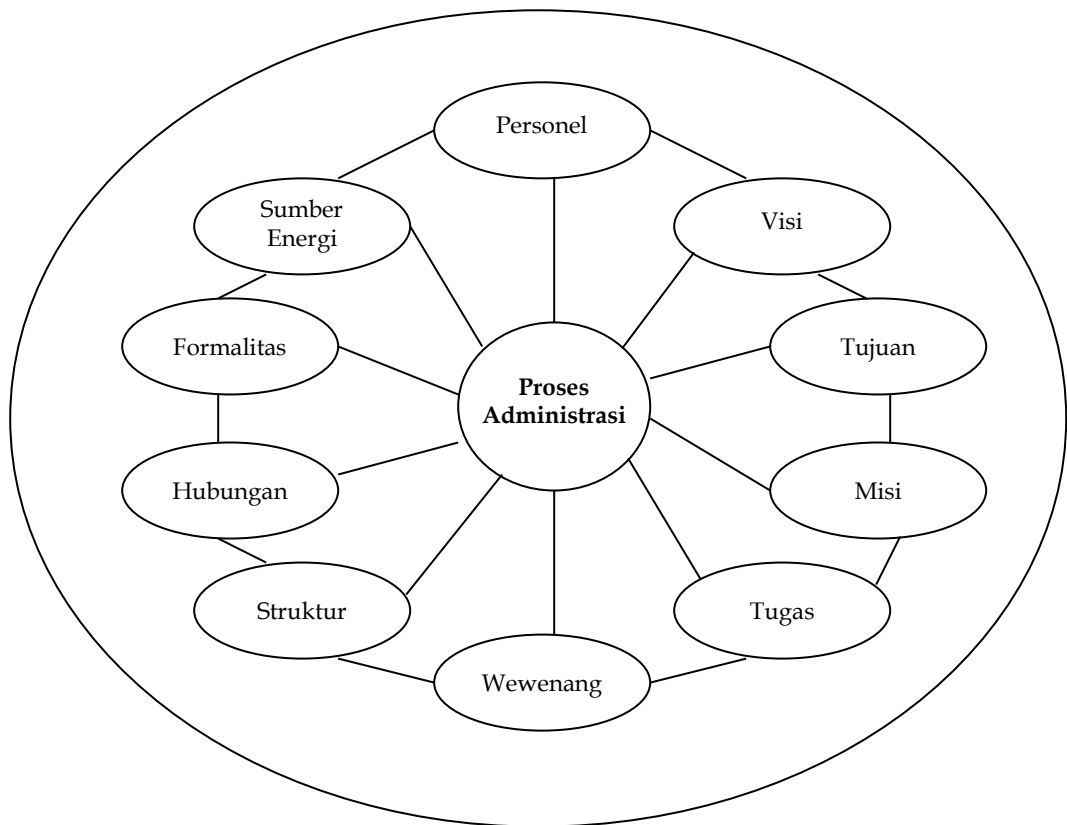 Personel
Sumber
Energi
Visi
Formalitas
Tujuan
Proses
Administrasi
Hubungan
Misi
Struktur
Tugas
Wewenang